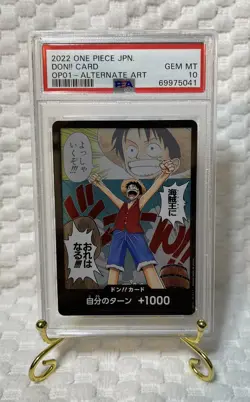 2022 ONE PIECE JPN.
DON!! CARD
OP01-ALTERNATE ART
GEM MT
10
PSA
69975041
よっしゃ
いくぞ!!!
海賊王に
おれは
なる!!!
ドン!!カード
自分のターン +1000